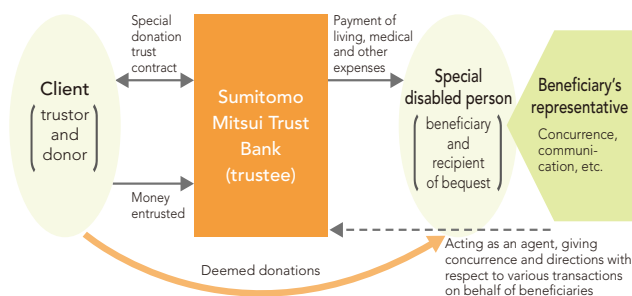 Special
donation
trust
contract
Payment of
living, medical
and other
expenses
Client
(trustor
and
donor)
Sumitomo
Mitsui Trust
Bank
(trustee)
Special
disabled person
(beneficiary
and
recipient
of bequest)
Beneficiary's
representative
Concurrence,
communi-
cation, etc.
Money
entrusted
Deemed donations
Acting as an agent, giving
concurrence and directions with
respect to various transactions
on behalf of beneficiaries